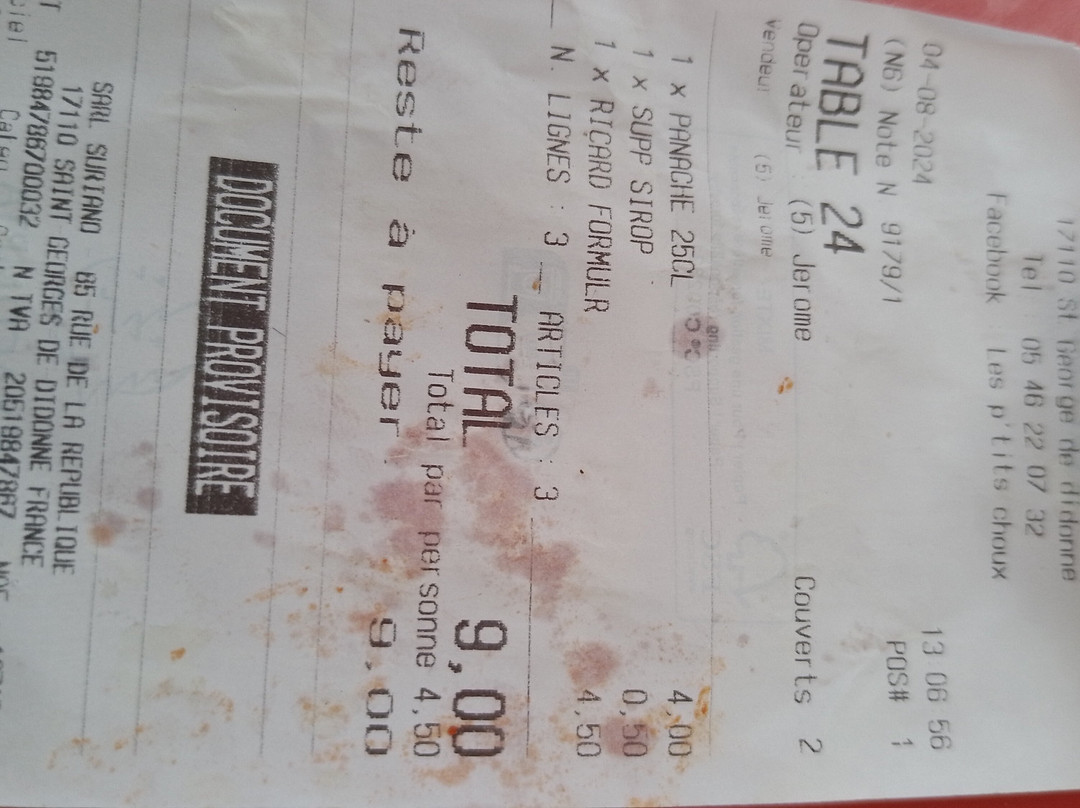 17110 St George de didonne
Tel : 05 46 22 07 32
Facebook : Les p'tits choux
04-08-2024 13:06:56
(N6) Note N 9179/1 POS# 1
TABLE 24
Operateur : (5) Jerome Couverts 2
Vendeur (5) Jerome
1 x PANACHE 25CL 4,00
1 x SUPP SIROP 0,50
1 x RICARD FORMULR 4,50
N. LIGNES : 3 ARTICLES : 3
TOTAL 9,00
Total par personne 4,50
Reste à payer : 9,00
DOCUMENT PROVISOIRE
SARL SURIANO 85 RUE DE LA REPUBLIQUE
17110 SAINT GEORGES DE DIDONNE FRANCE
N TVA